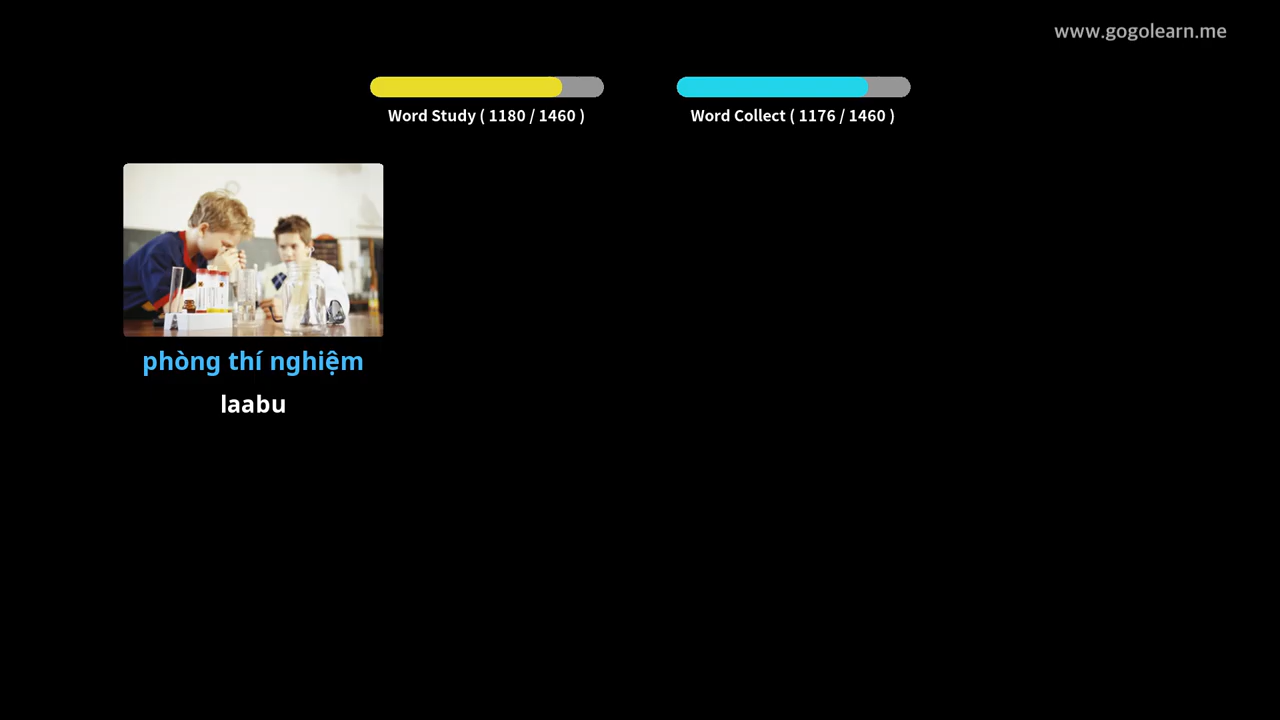 www.gogolearn.me
Word Study ( 1180 / 1460 )
Word Collect ( 1176 / 1460 )
phòng thí nghiệm
laabu